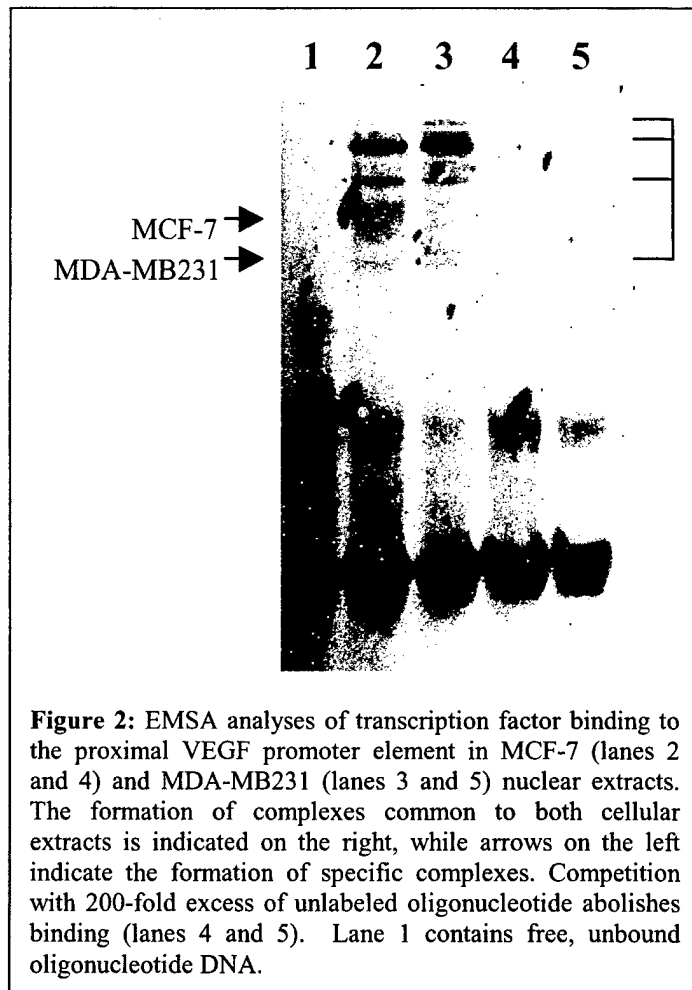 1 2 3 4 5
MCF-7
MDA-MB231
Figure 2: EMSA analyses of transcription factor binding to
the proximal VEGF promoter element in MCF-7 (lanes 2
and 4) and MDA-MB231 (lanes 3 and 5) nuclear extracts.
The formation of complexes common to both cellular
extracts is indicated on the right, while arrows on the left
indicate the formation of specific complexes. Competition
with 200-fold excess of unlabeled oligonucleotide abolishes
binding (lanes 4 and 5). Lane 1 contains free, unbound
oligonucleotide DNA.